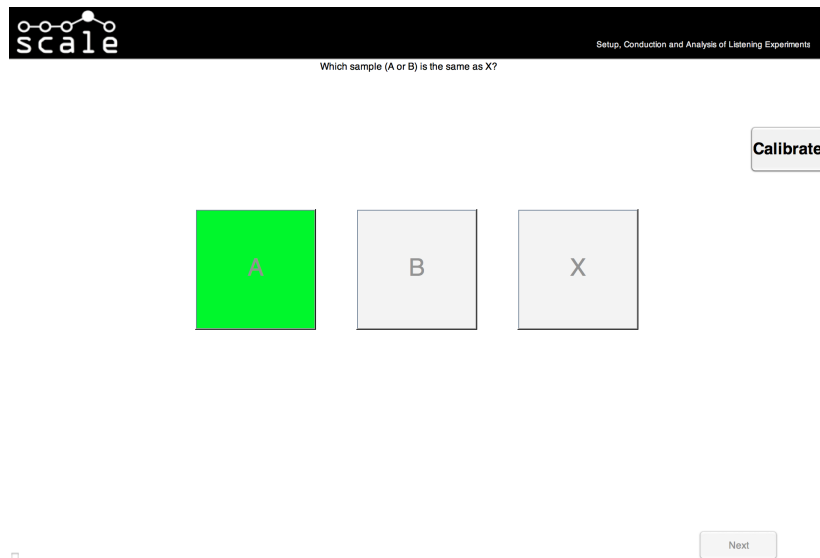 scale
Setup, Conduction and Analysis of Listening Experiments
Which sample (A or B) is the same as X?
Calibrate
A
B
X
Next